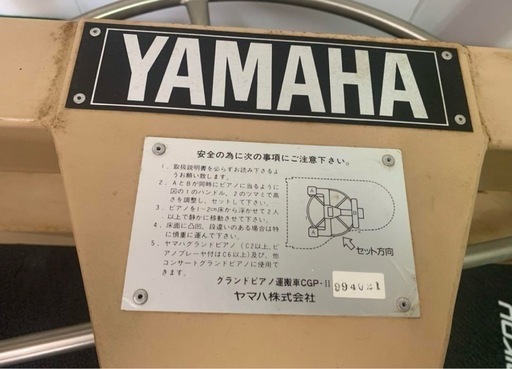 YAMAHA
安全の為に次の事項にご注意下さい。
1. 取扱説明書を必らずお読み下さるよ
うお願い致します。
2. AとBが同時にピアノに当るように
図の1のハンドル、2のツマミで高
さを調整し、セットして下さい。
3. ピアノを1~2cm床から浮かせて2人
以上で静かに移動させて下さい。
4. 床面に凸凹、段違いのある場合は特
に慎重に運んで下さい。
5. ヤマハグランドピアノ(C2以上,ピ
アノプレーヤ付はC6以上)及び、他
コンサートグランドピアノに使用で
きます。
A
A
B
セット方向
グランドピアノ運搬車CGP-II
ヤマハ株式会社